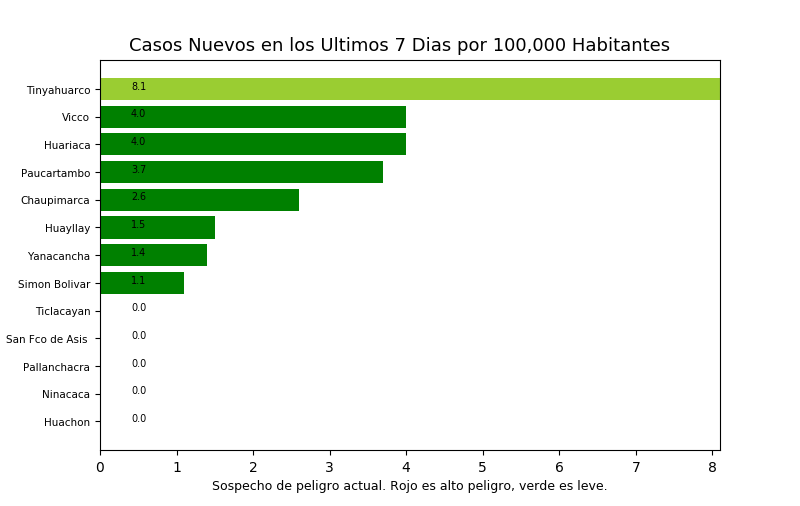 Casos Nuevos en los Ultimos 7 Dias por 100,000 Habitantes
Tinyahuarco 8.1
Vicco 4.0
Huariaca 4.0
Paucartambo 3.7
Chaupimarca 2.6
Huayllay 1.5
Yanacancha 1.4
Simon Bolivar 1.1
Ticlacayan 0.0
San Fco de Asis 0.0
Pallanchacra 0.0
Ninacaca 0.0
Huachon 0.0
0 1 2 3 4 5 6 7 8
Sospecho de peligro actual. Rojo es alto peligro, verde es leve.